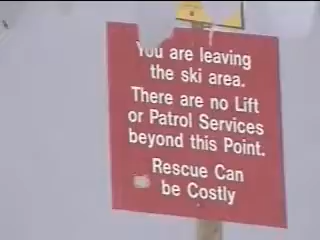 You are leaving
the ski area.
There are no Lift
or Patrol Services
beyond this Point.
Rescue Can
be Costly